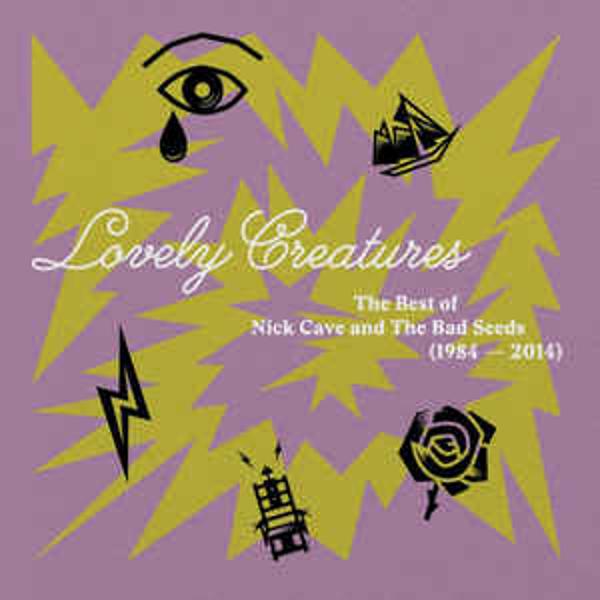 Lovely Creatures
The Best of
Nick Cave and The Bad Seeds
(1984 — 2014)